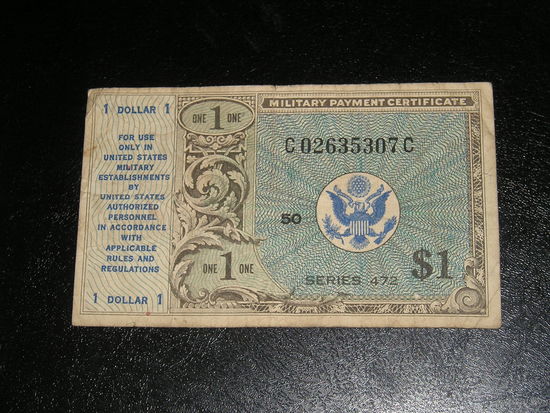 1 DOLLAR 1
FOR USE
ONLY IN
UNITED STATES
MILITARY
ESTABLISHMENTS
BY
UNITED STATES
AUTHORIZED
PERSONNEL
IN ACCORDANCE
WITH
APPLICABLE
RULES AND
REGULATIONS
1 DOLLAR 1
ONE 1 ONE
ONE 1 ONE
MILITARY PAYMENT CERTIFICATE
C02635307C
50
SERIES 472
$1